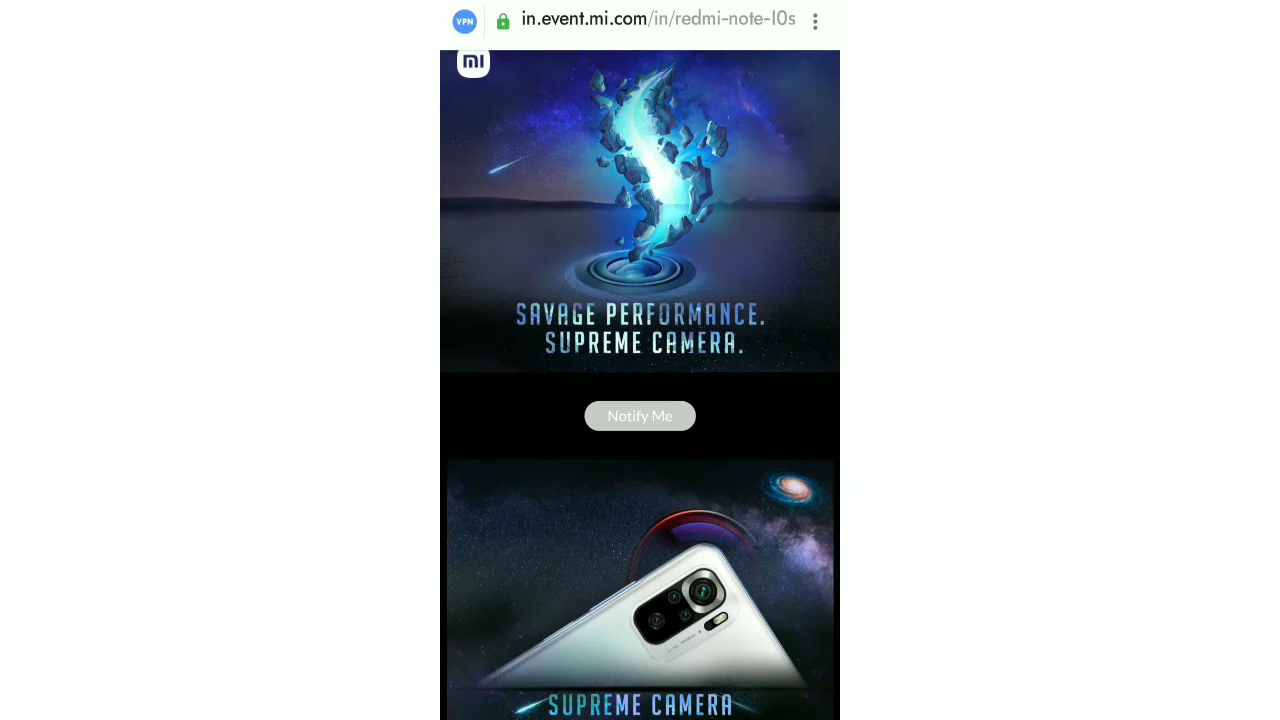 VPN
in.event.mi.com/in/redmi-note-10s
mi
SAVAGE PERFORMANCE.
SUPREME CAMERA.
Notify Me
SUPREME CAMERA